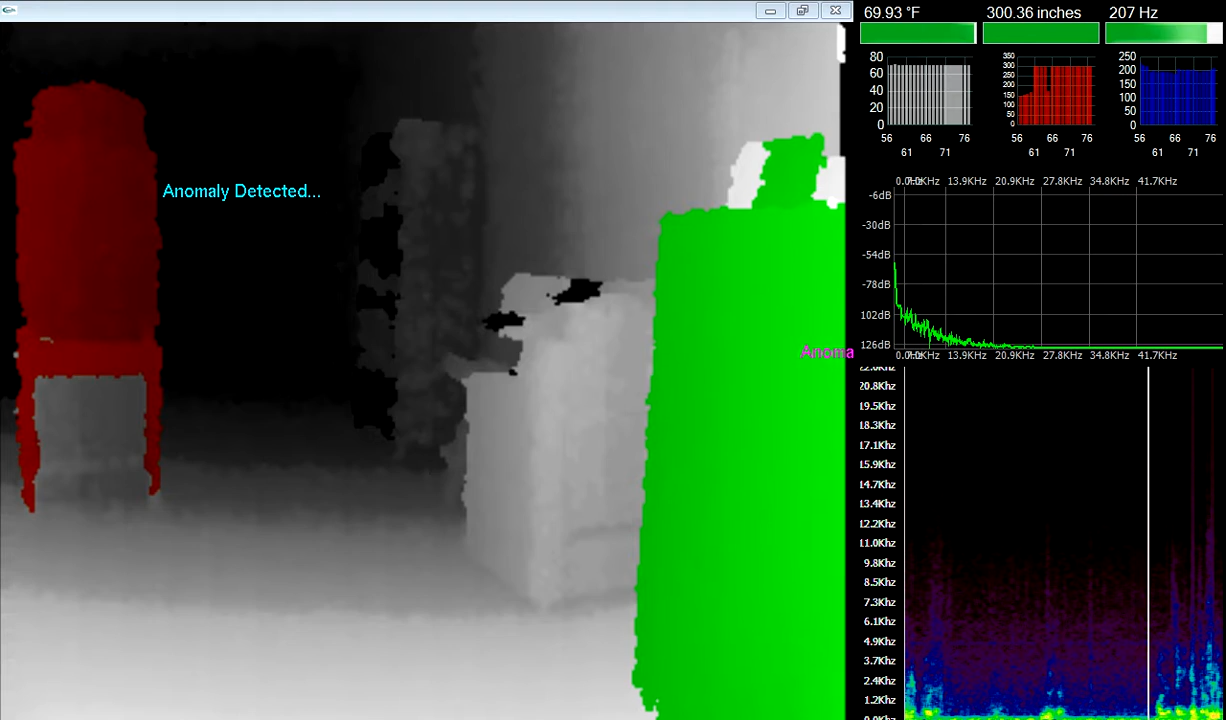 69.93 °F
300.36 inches
207 Hz
80
60
40
20
0
56
66
76
61
71
350
300
250
200
150
100
50
0
56
66
76
61
71
250
200
150
100
50
0
56
66
76
61
71
Anomaly Detected...
Anoma
13.9KHz
20.9KHz
27.8KHz
34.8KHz
41.7KHz
-6dB
-30dB
-54dB
-78dB
102dB
126dB
13.9KHz
20.9KHz
27.8KHz
34.8KHz
41.7KHz
22.0Khz
20.8Khz
19.5Khz
18.3Khz
17.1Khz
15.9Khz
14.7Khz
13.4Khz
12.2Khz
11.0Khz
9.8Khz
8.5Khz
7.3Khz
6.1Khz
4.9Khz
3.7Khz
2.4Khz
1.2Khz
0.0Khz